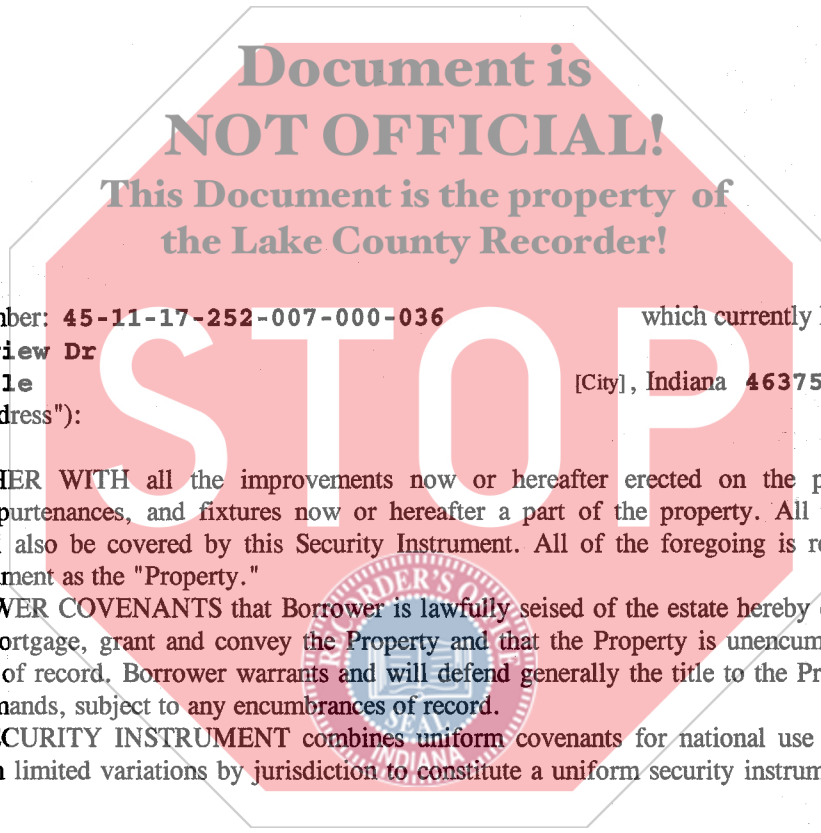 Document is
NOT OFFICIAL!
This Document is the property of
the Lake County Recorder!
STOP
nber: 45-11-17-252-007-000-036 which currently
iew Dr
le [City], Indiana 46375
dress"):
HER WITH all the improvements now or hereafter erected on the p
purtenances, and fixtures now or hereafter a part of the property. All
also be covered by this Security Instrument. All of the foregoing is r
ment as the "Property."
WER COVENANTS that Borrower is lawfully seised of the estate hereby
ortgage, grant and convey the Property and that the Property is unencum
of record. Borrower warrants and will defend generally the title to the Pr
mands, subject to any encumbrances of record.
CURITY INSTRUMENT combines uniform covenants for national use
limited variations by jurisdiction to constitute a uniform security instrum
SEAL
INDIANA